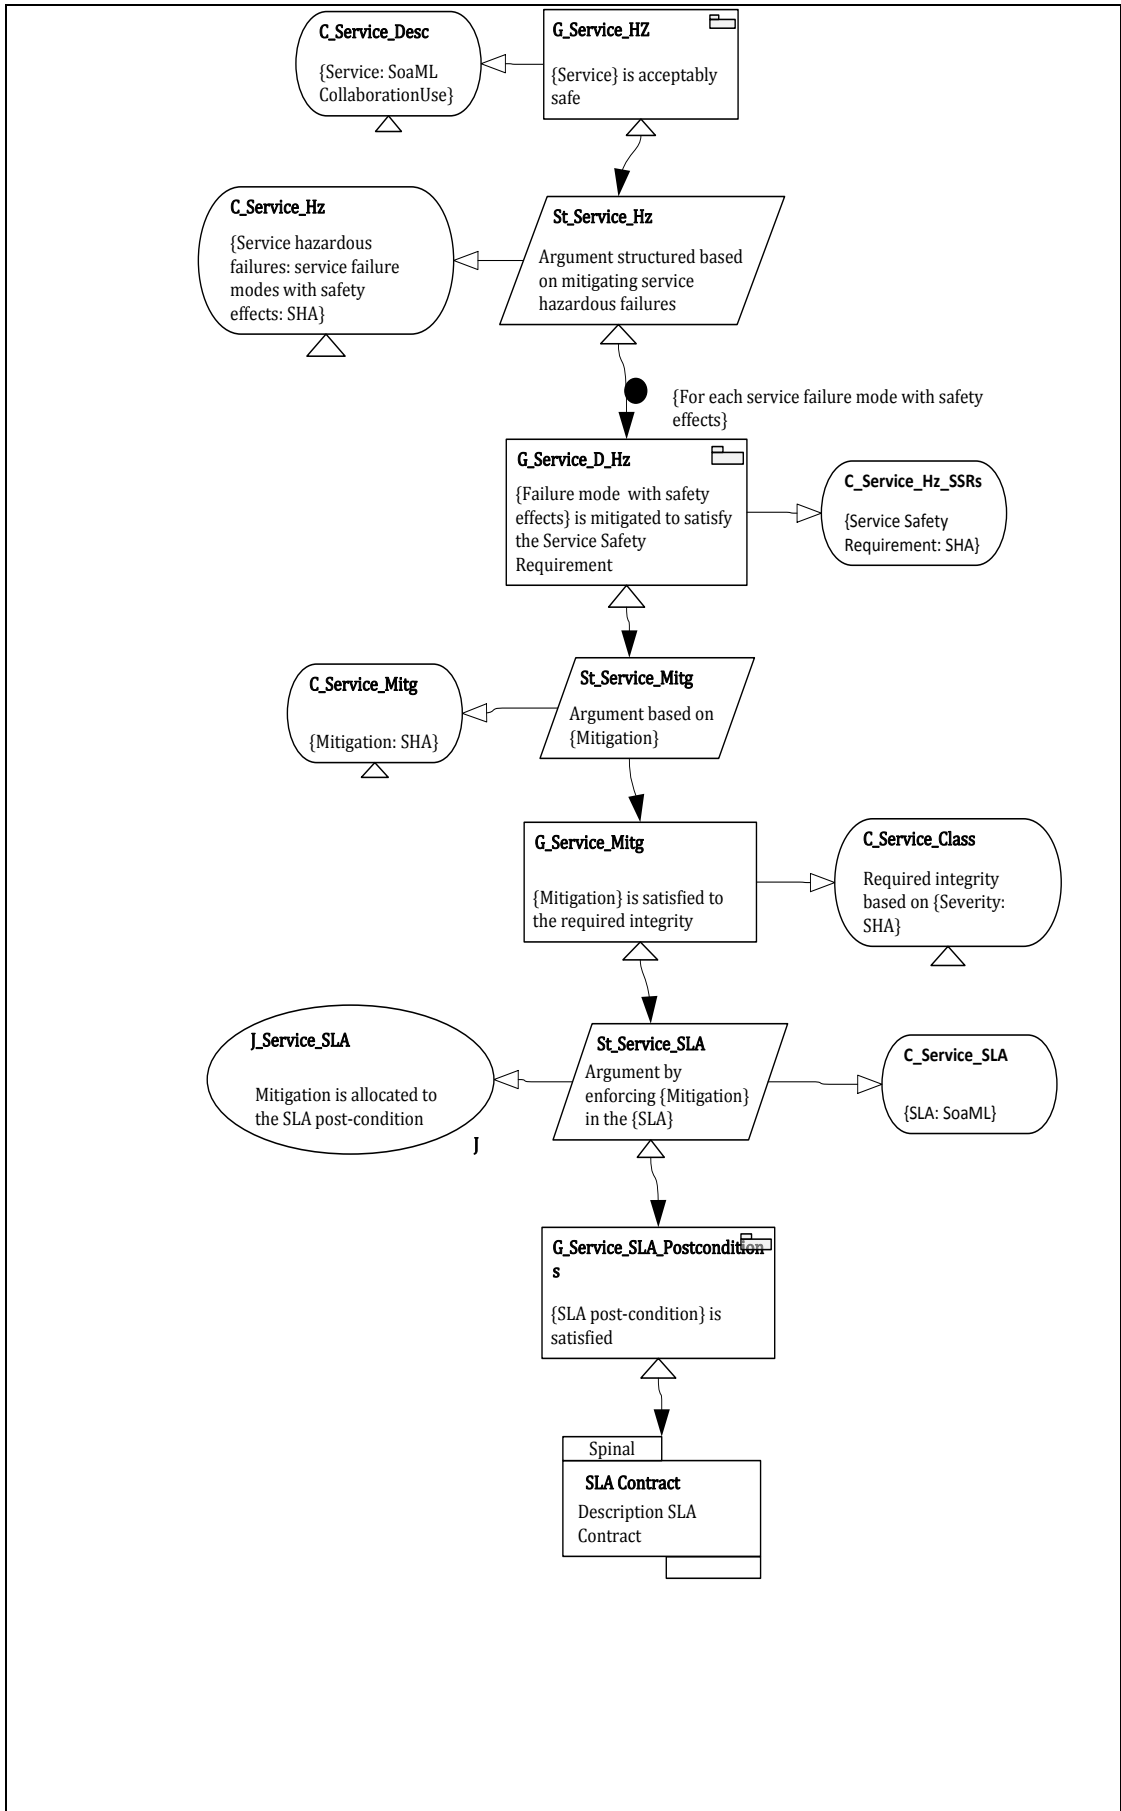 C_Service_Desc
{Service: SoaML
CollaborationUse}
G_Service_HZ
{Service} is acceptably
safe
C_Service_Hz
{Service hazardous
failures: service failure
modes with safety
effects: SHA}
St_Service_Hz
Argument structured based
on mitigating service
hazardous failures
{For each service failure mode with safety
effects}
G_Service_D_Hz
{Failure mode with safety
effects} is mitigated to satisfy
the Service Safety
Requirement
C_Service_Hz_SSRs
{Service Safety
Requirement: SHA}
C_Service_Mitg
{Mitigation: SHA}
St_Service_Mitg
Argument based on
{Mitigation}
G_Service_Mitg
{Mitigation} is satisfied to
the required integrity
C_Service_Class
Required integrity
based on {Severity:
SHA}
J_Service_SLA
Mitigation is allocated to
the SLA post-condition
J
St_Service_SLA
Argument by
enforcing {Mitigation}
in the {SLA}
C_Service_SLA
{SLA: SoaML}
G_Service_SLA_Postcondition
s
{SLA post-condition} is
satisfied
Spinal
SLA Contract
Description SLA
Contract